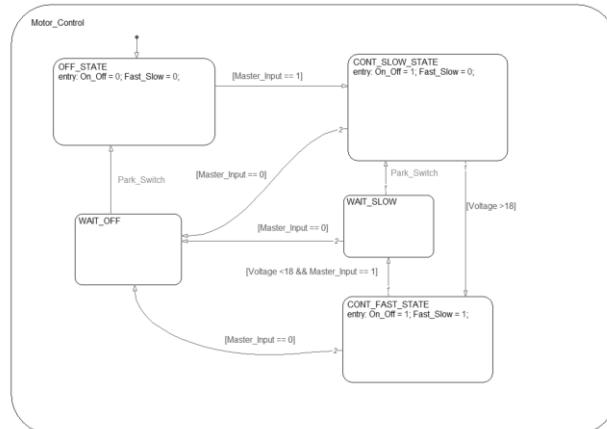 Motor_Control
OFF_STATE
entry: On_Off = 0; Fast_Slow = 0;
[Master_Input == 1]
CONT_SLOW_STATE
entry: On_Off = 1; Fast_Slow = 0;
2
Park_Switch
[Master_Input == 0]
Park_Switch
[Voltage >18]
WAIT_OFF
[Master_Input == 0]
2
WAIT_SLOW
[Voltage <18 && Master_Input == 1]
CONT_FAST_STATE
entry: On_Off = 1; Fast_Slow = 1;
[Master_Input == 0]
2